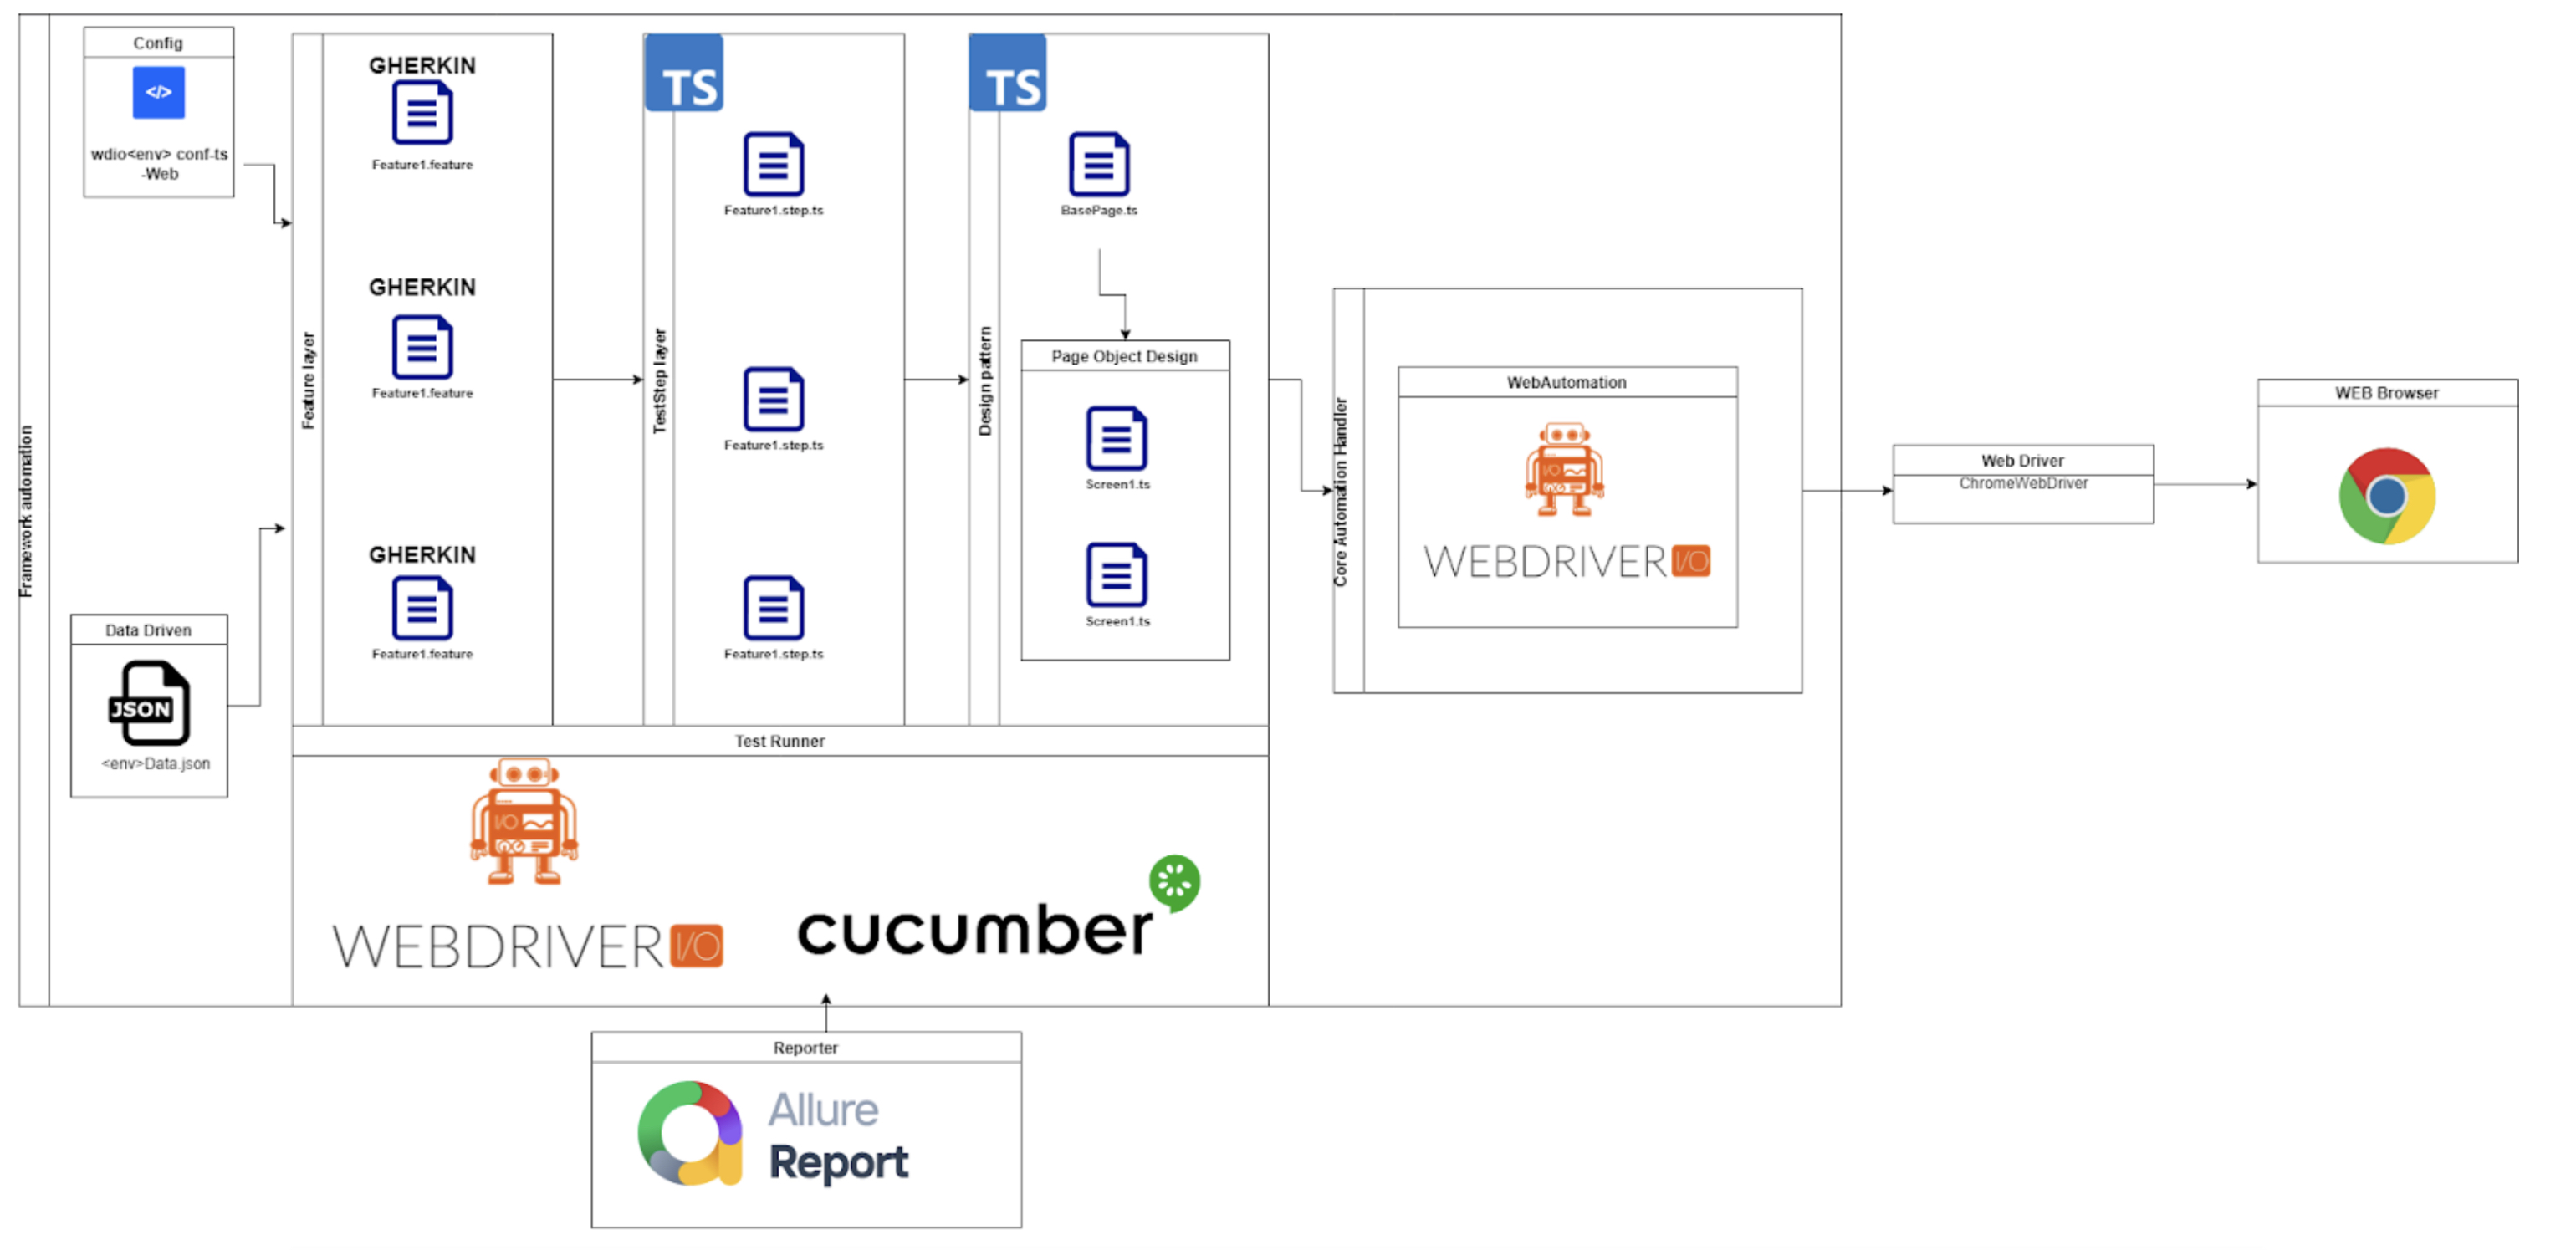 Framework automation
Config
</>
wdio<env> conf-ts
-Web
Data Driven
JSON
<env>Data.json
Feature layer
GHERKIN
Feature1.feature
GHERKIN
Feature1.feature
GHERKIN
Feature1.feature
TS
TestStep layer
Feature1.step.ts
Feature1.step.ts
Feature1.step.ts
TS
Design pattern
BasePage.ts
Page Object Design
Screen1.ts
Screen1.ts
Test Runner
I/O
WEBDRIVER I/O
cucumber
Core Automation Handler
WebAutomation
I/O
WEBDRIVER I/O
Web Driver
ChromeWebDriver
WEB Browser
Reporter
Allure
Report